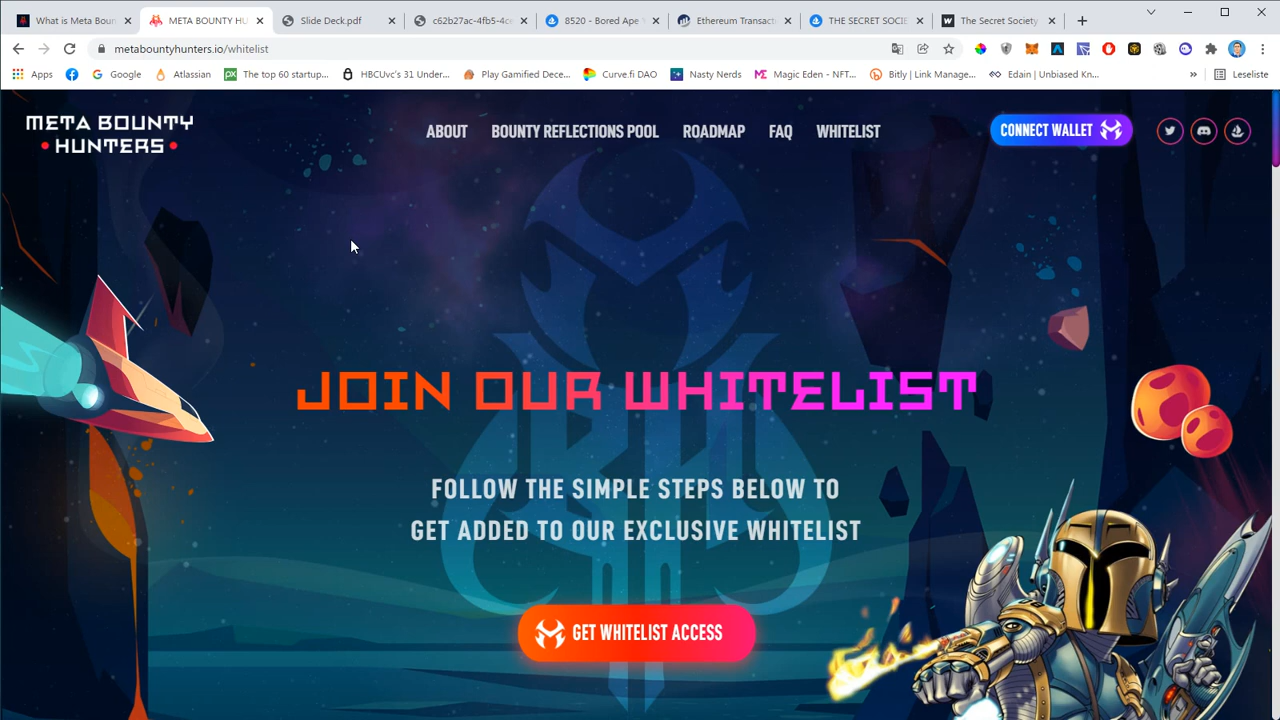 What is Meta Boun
META BOUNTY HU
Slide Deck.pdf
c62b27ac-4fb5-4ce
8520 - Bored Ape Y
Ethereum Transact
THE SECRET SOCIE
The Secret Society
metabountyhunters.io/whitelist
Apps
Google
Atlassian
The top 60 startup...
HBCUvc's 31 Under...
Play Gamified Dece...
Curve.fi DAO
Nasty Nerds
Magic Eden - NFT...
Bitly | Link Manage...
Edain | Unbiased Kn...
»
Leseliste
META BOUNTY
HUNTERS
ABOUT
BOUNTY REFLECTIONS POOL
ROADMAP
FAQ
WHITELIST
CONNECT WALLET
JOIN OUR WHITELIST
FOLLOW THE SIMPLE STEPS BELOW TO
GET ADDED TO OUR EXCLUSIVE WHITELIST
GET WHITELIST ACCESS